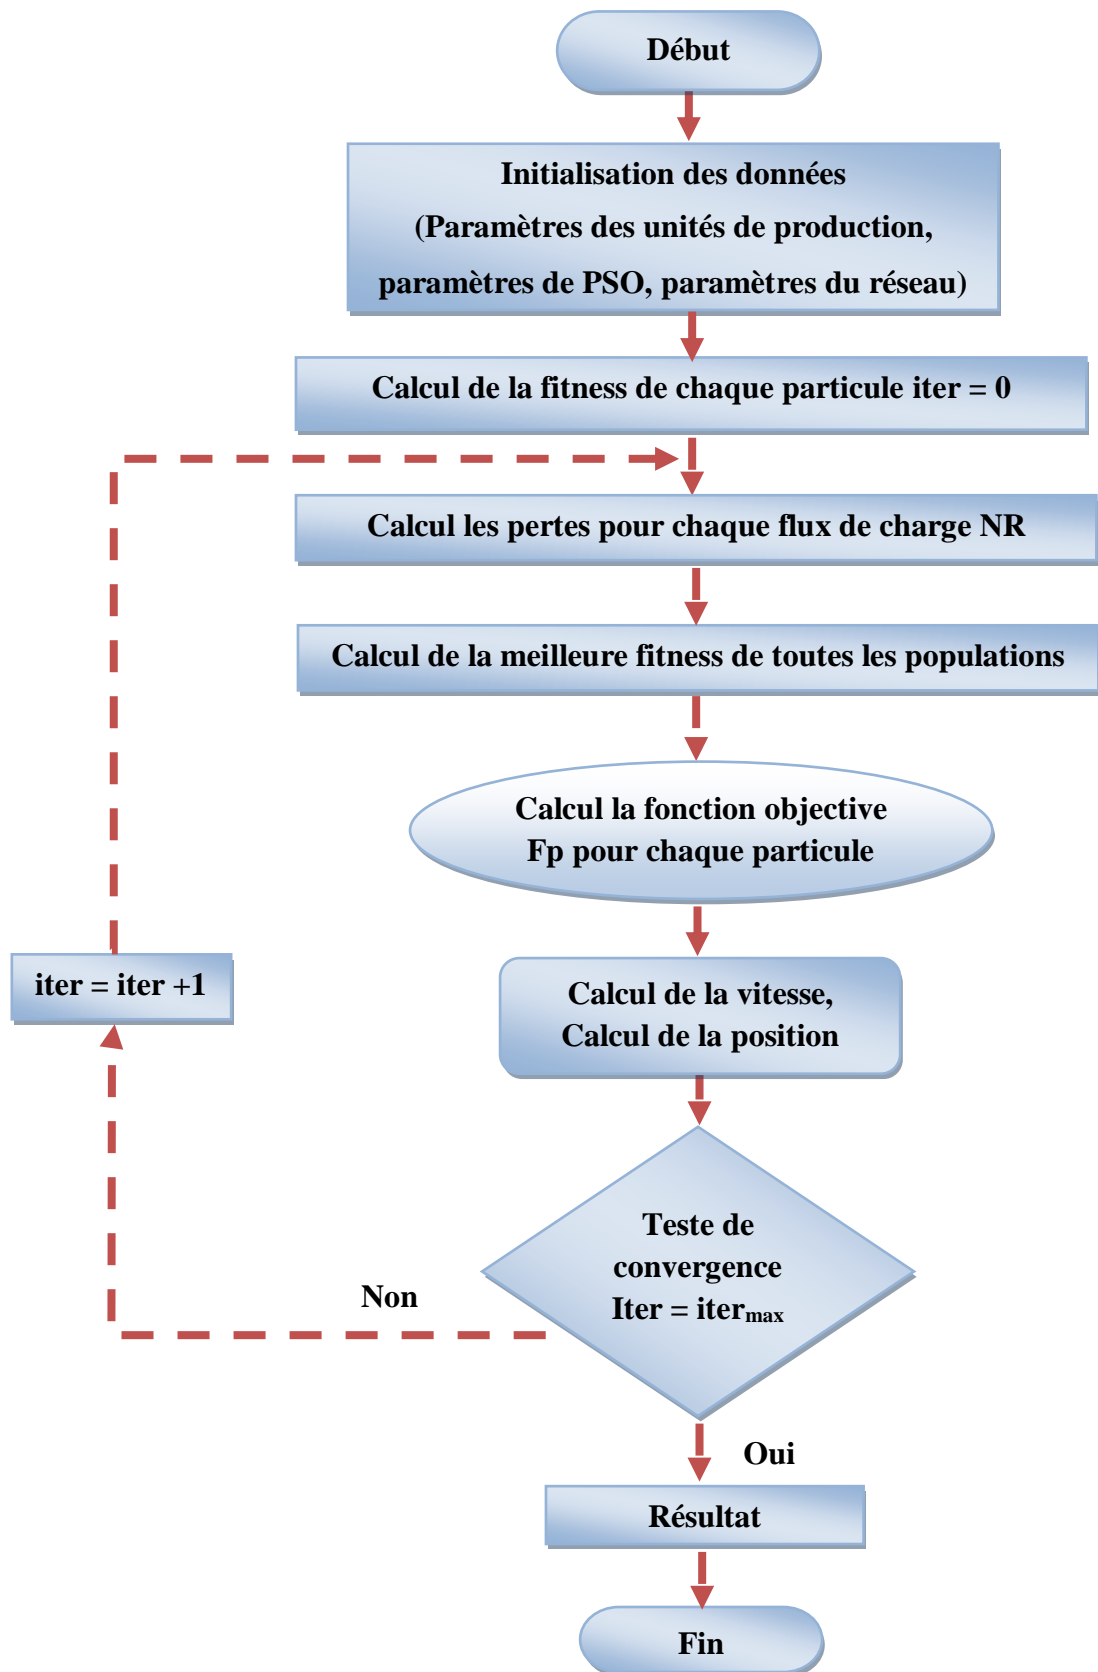 Début
Initialisation des données
(Paramètres des unités de production,
paramètres de PSO, paramètres du réseau)
Calcul de la fitness de chaque particule iter = 0
Calcul les pertes pour chaque flux de charge NR
Calcul de la meilleure fitness de toutes les populations
Calcul la fonction objective
Fp pour chaque particule
iter = iter +1
Calcul de la vitesse,
Calcul de la position
Teste de
convergence
Iter = itermax
Non
Oui
Résultat
Fin